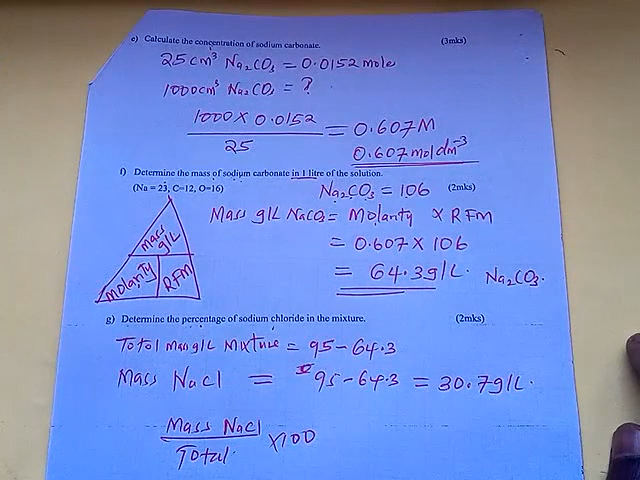 e) Calculate the concentration of sodium carbonate. (3mks)
25cm³ Na₂CO₃ = 0.0152 mole
1000cm³ Na₂CO₃ = ?
1000 × 0.0152
25
= 0.607M
0.607 mol dm⁻³
f) Determine the mass of sodium carbonate in 1 litre of the solution.
(Na = 23, C=12, O=16) Na₂CO₃ = 106 (2mks)
Mass g/L NaCO₃ = Molarity × RFM
= 0.607 × 106
= 64.3g/L. Na₂CO₃.
Mass g/L
Molarity RFM
g) Determine the percentage of sodium chloride in the mixture. (2mks)
Total Mass g/L Mixture = 95 – 64.3
Mass NaCl = 95 – 64.3 = 30.7g/L.
Mass NaCl
Total.
×100